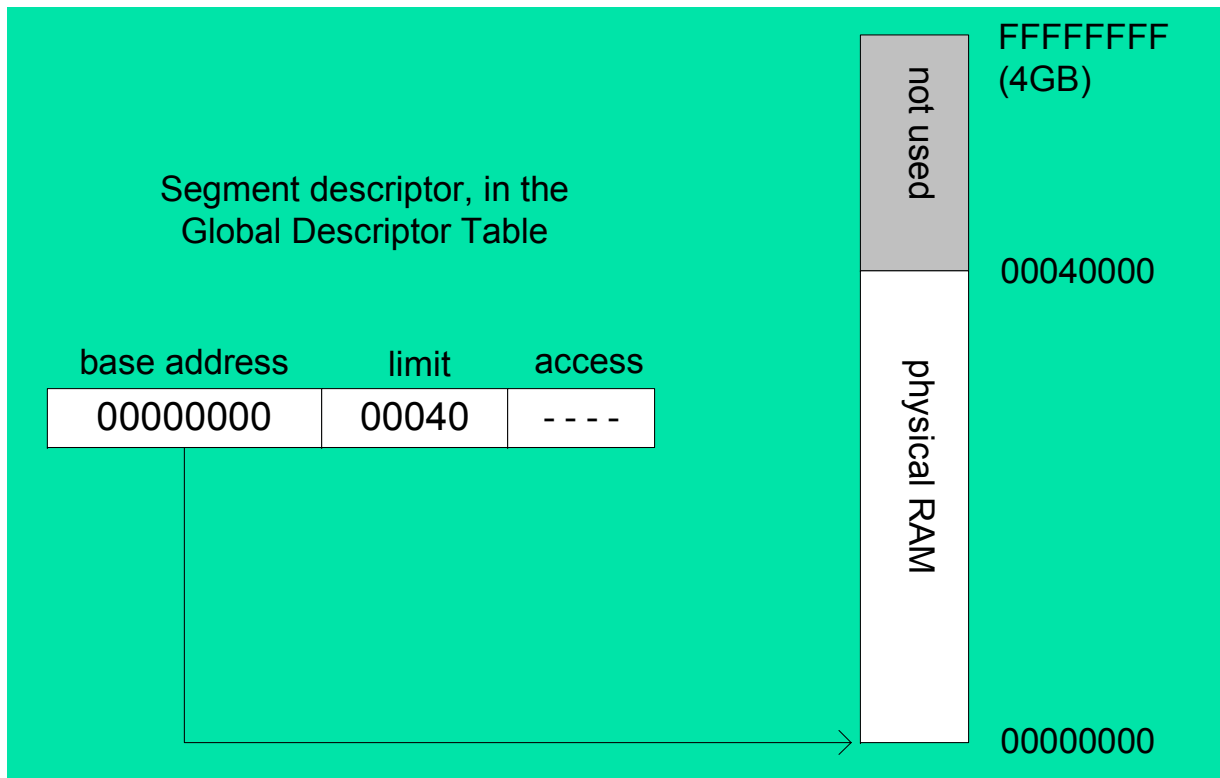 FFFFFFFF
(4GB)
not used
Segment descriptor, in the
Global Descriptor Table
00040000
base address limit access
00000000 00040 - - - -
physical RAM
00000000